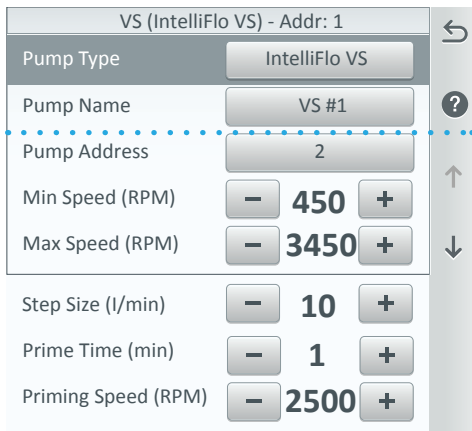 VS (IntelliFlo VS) - Addr: 1
Pump Type IntelliFlo VS
Pump Name VS #1
?
Pump Address 2
Min Speed (RPM) − 450 +
Max Speed (RPM) − 3450 +
Step Size (I/min) − 10 +
Prime Time (min) − 1 +
Priming Speed (RPM) − 2500 +